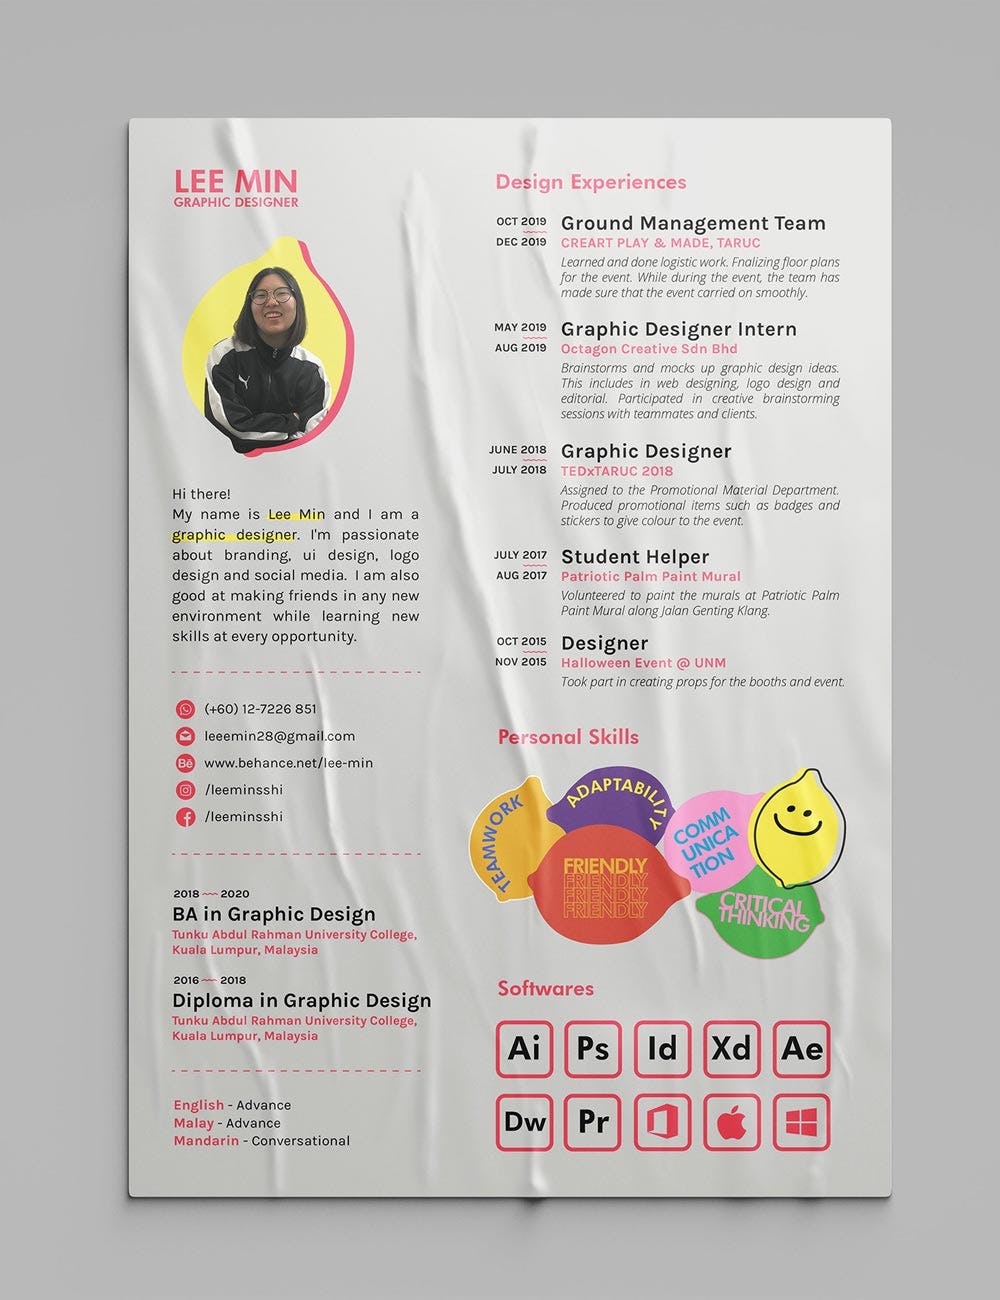 LEE MIN
GRAPHIC DESIGNER
Hi there!
My name is Lee Min and I am a
graphic designer. I'm passionate
about branding, ui design, logo
design and social media. I am also
good at making friends in any new
environment while learning new
skills at every opportunity.
(+60) 12-7226 851
leeemin28@gmail.com
Bē www.behance.net/lee-min
/leeminsshi
f /leeminsshi
2018 2020
BA in Graphic Design
Tunku Abdul Rahman University College,
Kuala Lumpur, Malaysia
2016 2018
Diploma in Graphic Design
Tunku Abdul Rahman University College,
Kuala Lumpur, Malaysia
English - Advance
Malay - Advance
Mandarin - Conversational
Design Experiences
OCT 2019
DEC 2019
Ground Management Team
CREART PLAY & MADE, TARUC
Learned and done logistic work. Fnalizing floor plans
for the event. While during the event, the team has
made sure that the event carried on smoothly.
MAY 2019
AUG 2019
Graphic Designer Intern
Octagon Creative Sdn Bhd
Brainstorms and mocks up graphic design ideas.
This includes in web designing, logo design and
editorial. Participated in creative brainstorming
sessions with teammates and clients.
JUNE 2018
JULY 2018
Graphic Designer
TEDxTARUC 2018
Assigned to the Promotional Material Department.
Produced promotional items such as badges and
stickers to give colour to the event.
JULY 2017
AUG 2017
Student Helper
Patriotic Palm Paint Mural
Volunteered to paint the murals at Patriotic Palm
Paint Mural along Jalan Genting Klang.
OCT 2015
NOV 2015
Designer
Halloween Event @ UNM
Took part in creating props for the booths and event.
Personal Skills
TEAMWORK
ADAPTABILITY
FRIENDLY
FRIENDLY
FRIENDLY
FRIENDLY
COMM
UNICA
TION
CRITICAL
THINKING
Softwares
Ai Ps Id Xd Ae
Dw Pr